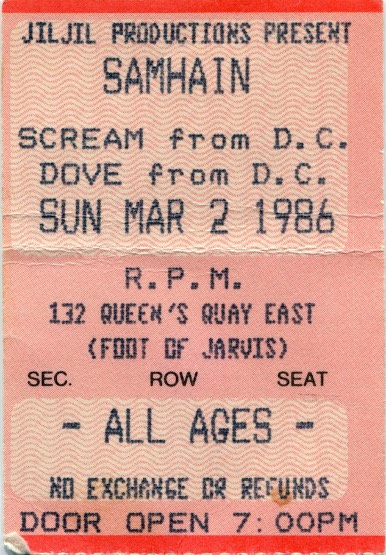 JILJIL PRODUCTIONS PRESENT
SAMHAIN
SCREAM from D.C.
DOVE from D.C.
SUN MAR 2 1986
R.P.M.
132 QUEEN'S QUAY EAST
(FOOT OF JARVIS)
SEC. ROW SEAT
- ALL AGES -
NO EXCHANGE OR REFUNDS
DOOR OPEN 7:00PM